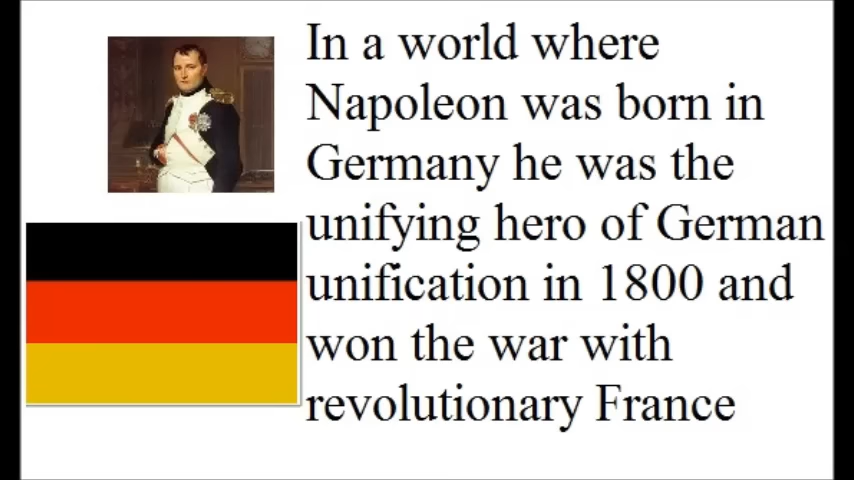 In a world where
Napoleon was born in
Germany he was the
unifying hero of German
unification in 1800 and
won the war with
revolutionary France